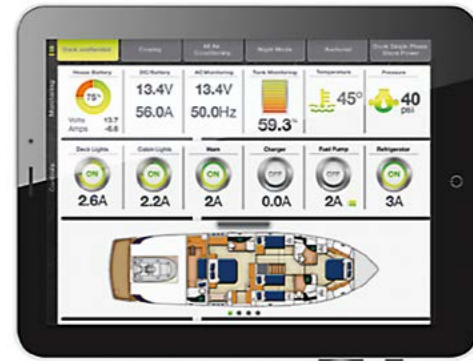 Dock unattended Cruising All Air Conditioning Night Mode Anchored Dock Single Phase Shore Power
Monitoring
House Battery DC Battery AC Monitoring Tank Monitoring Temperature Pressure
75% 13.4V 13.4V 45° 40
psi
Volts 13.7 56.0A 50.0Hz 59.3%
Amps -6.8
Controls
Deck Lights Cabin Lights Horn Charger Fuel Pump Refrigerator
ON ON ON OFF OFF ON
2.6A 2.2A 2A 0.0A 2A 3A